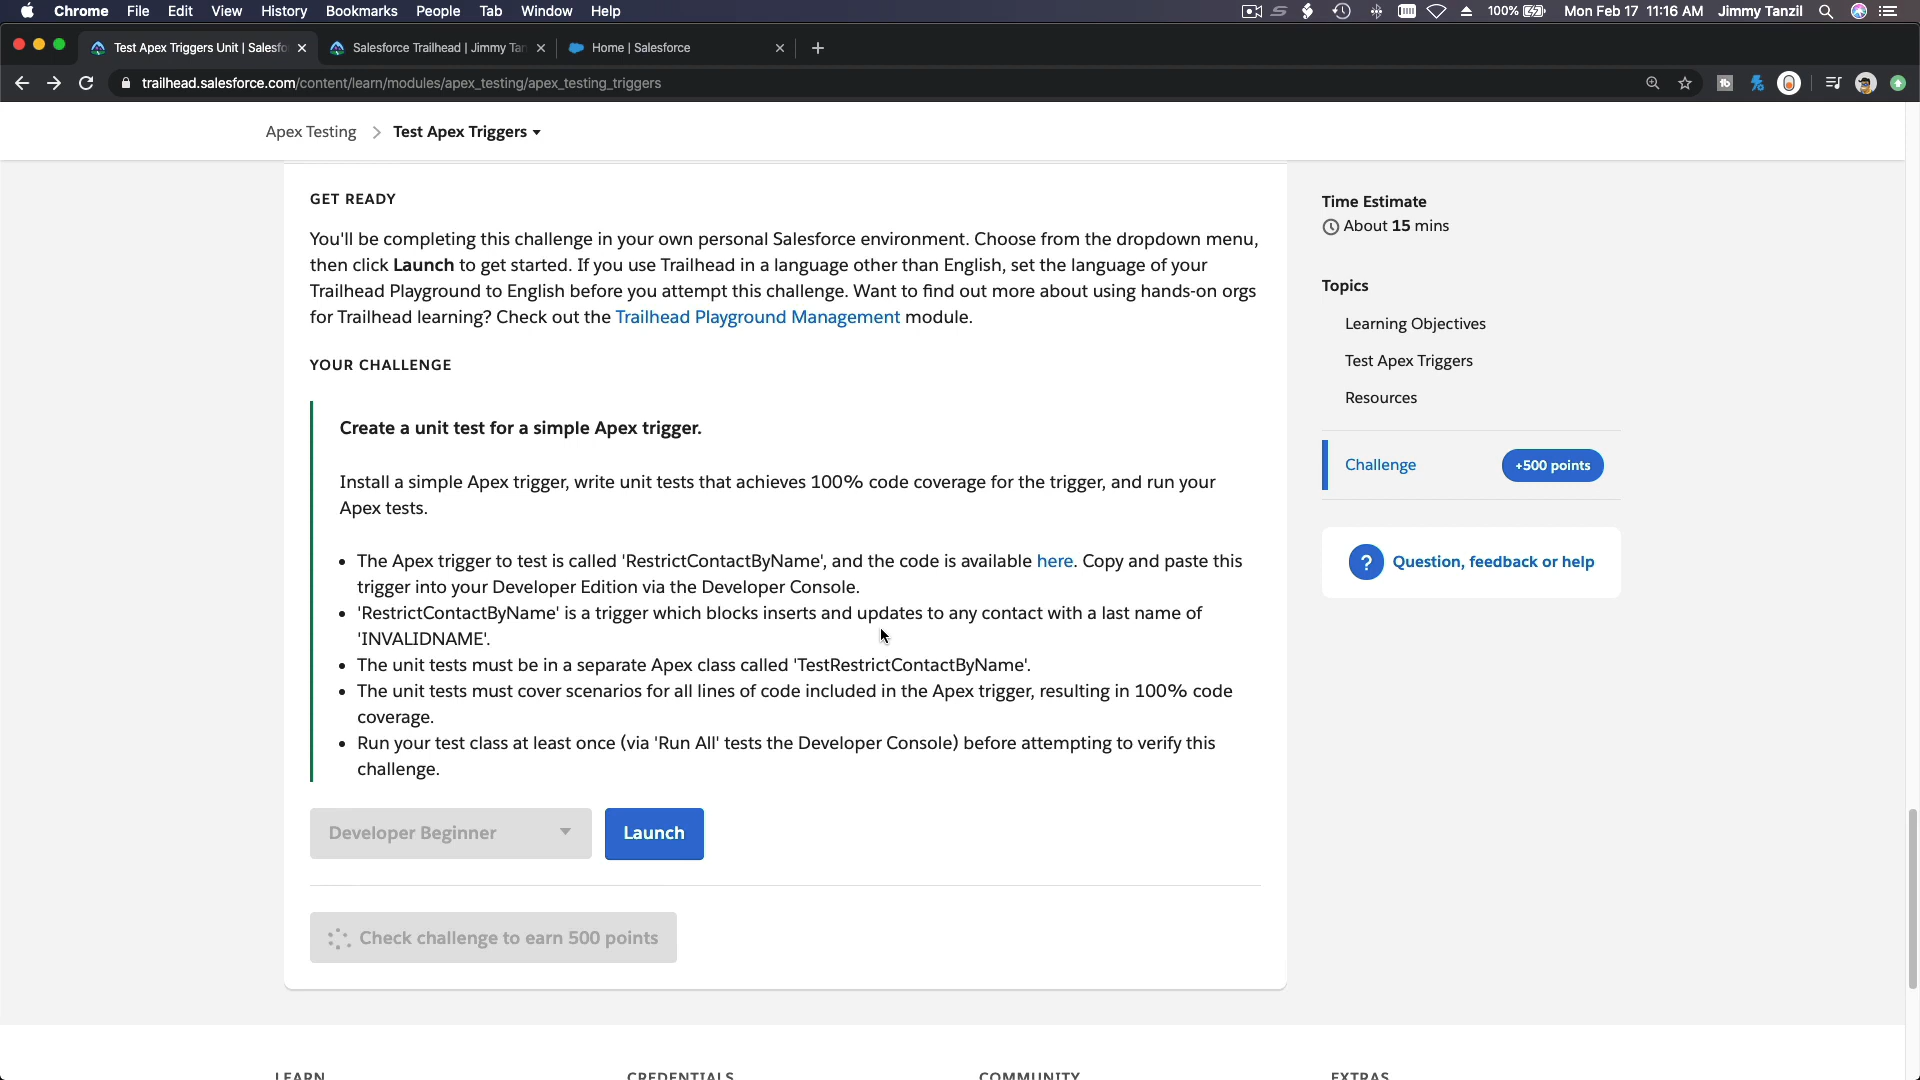 Chrome File Edit View History Bookmarks People Tab Window Help 100% Mon Feb 17 11:16 AM Jimmy Tanzil
Test Apex Triggers Unit | Salesfo Salesforce Trailhead | Jimmy Tan Home | Salesforce
trailhead.salesforce.com/content/learn/modules/apex_testing/apex_testing_triggers
Apex Testing > Test Apex Triggers
GET READY
You'll be completing this challenge in your own personal Salesforce environment. Choose from the dropdown menu,
then click Launch to get started. If you use Trailhead in a language other than English, set the language of your
Trailhead Playground to English before you attempt this challenge. Want to find out more about using hands-on orgs
for Trailhead learning? Check out the Trailhead Playground Management module.
YOUR CHALLENGE
Create a unit test for a simple Apex trigger.
Install a simple Apex trigger, write unit tests that achieves 100% code coverage for the trigger, and run your
Apex tests.
• The Apex trigger to test is called 'RestrictContactByName', and the code is available here. Copy and paste this
trigger into your Developer Edition via the Developer Console.
• 'RestrictContactByName' is a trigger which blocks inserts and updates to any contact with a last name of
'INVALIDNAME'.
• The unit tests must be in a separate Apex class called 'TestRestrictContactByName'.
• The unit tests must cover scenarios for all lines of code included in the Apex trigger, resulting in 100% code
coverage.
• Run your test class at least once (via 'Run All' tests the Developer Console) before attempting to verify this
challenge.
Developer Beginner Launch
Check challenge to earn 500 points
Time Estimate
About 15 mins
Topics
Learning Objectives
Test Apex Triggers
Resources
Challenge +500 points
? Question, feedback or help
LEARN CREDENTIALS COMMUNITY EXTRAS